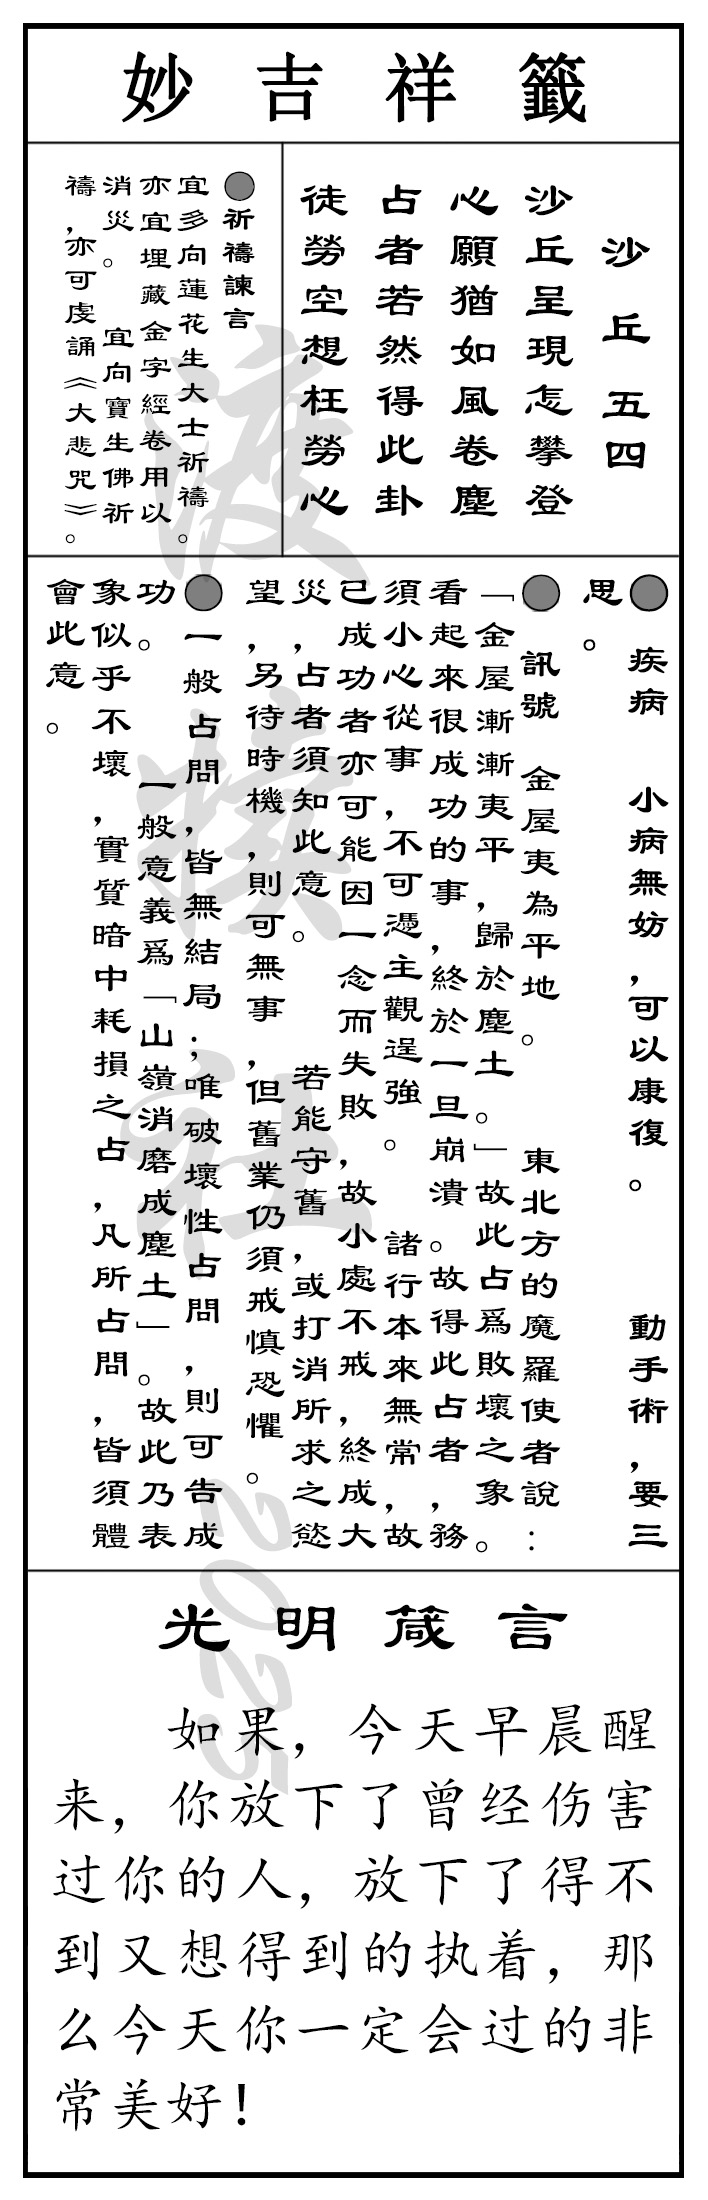 妙吉祥籤
沙丘 五四
沙丘呈現怎攀登
心願猶如風卷塵
占者若然得此卦
徒勞空想枉勞心
●祈禱諫言
宜多向蓮花生大士祈禱。
亦宜埋藏金字經卷用以
消災。 宜向寶生佛祈
禱,亦可虔誦《大悲咒》。
● 疾病 小病無妨,可以康復。 動手術,要三
思。
● 訊號 金屋夷為平地。 東北方的魔羅使者說:
「金屋漸漸夷平,歸於塵土。」故此占爲敗壞之象。
看起來很成功的事,終於一旦崩潰。故得此占者,務
須小心從事,不可憑主觀逞強。 諸行本來無常,故
已成功者亦可能因一念而失敗,故小處不戒,終成大
災,占者須知此意。 若能守舊,或打消所求之慾
望,另待時機,則可無事,但舊業仍須戒慎恐懼。
●一般占問,皆無結局;唯破壞性占問,則可告成
功。 一般意義爲「山嶺消磨成塵土」。故此乃表
象似乎不壞,實質暗中耗損之占,凡所占問,皆須體
會此意。
光明箴言
如果,今天早晨醒
来,你放下了曾经伤害
过你的人,放下了得不
到又想得到的执着,那
么今天你一定会过的非
常美好!
渡 社 2025